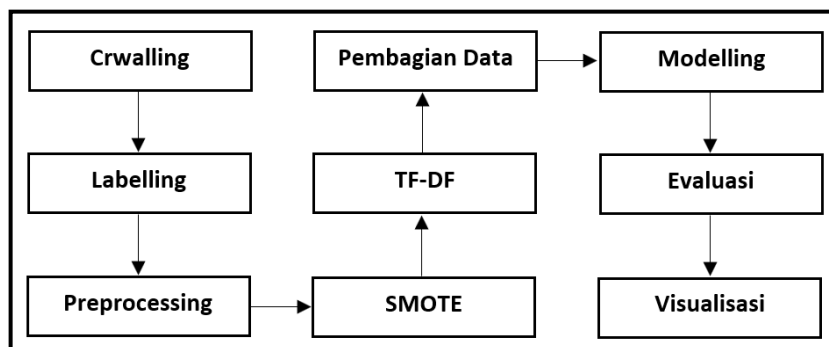 Crwalling
Labelling
Preprocessing
SMOTE
TF-DF
Pembagian Data
Modelling
Evaluasi
Visualisasi